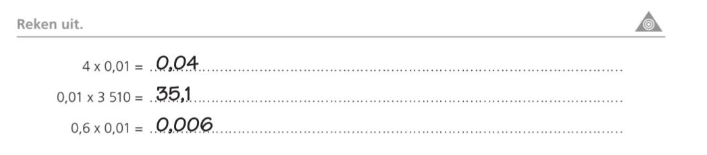 Reken uit.
4 x 0,01 = 0,04
0,01 x 3 510 = 35,1
0,6 x 0,01 = 0,006